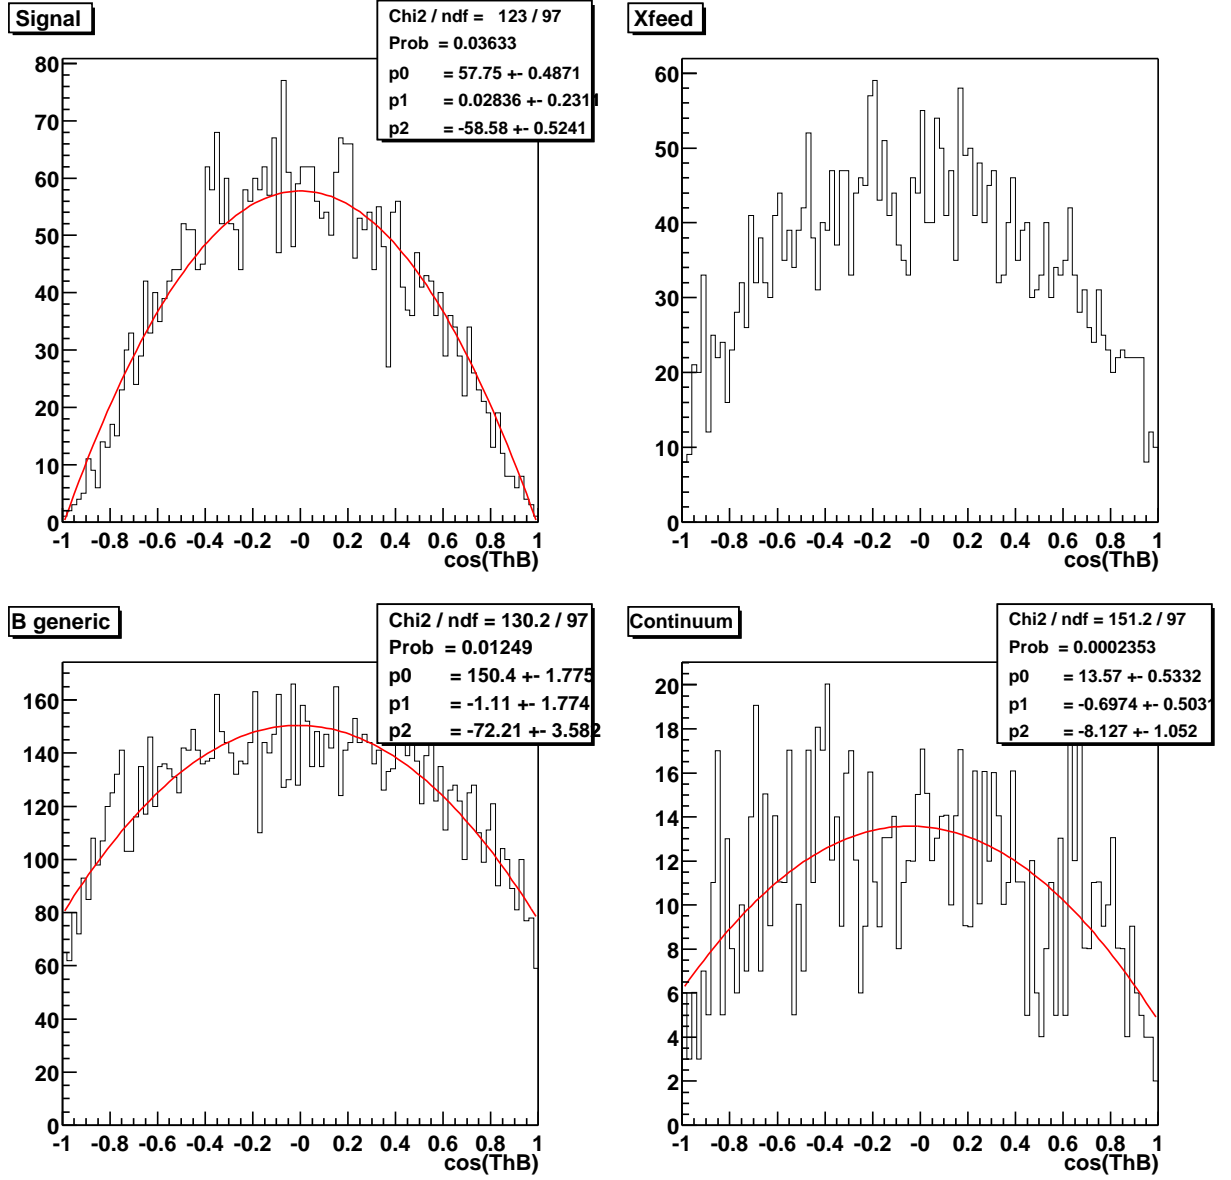 Signal
Chi2 / ndf = 123 / 97
Prob = 0.03633
p0 = 57.75 +- 0.4871
p1 = 0.02836 +- 0.2311
p2 = -58.58 +- 0.5241
80
70
60
50
40
30
20
10
0
-1 -0.8 -0.6 -0.4 -0.2 -0 0.2 0.4 0.6 0.8 1
cos(ThB)
Xfeed
60
50
40
30
20
10
0
-1 -0.8 -0.6 -0.4 -0.2 -0 0.2 0.4 0.6 0.8 1
cos(ThB)
B generic
Chi2 / ndf = 130.2 / 97
Prob = 0.01249
p0 = 150.4 +- 1.775
p1 = -1.11 +- 1.774
p2 = -72.21 +- 3.582
160
140
120
100
80
60
40
20
0
-1 -0.8 -0.6 -0.4 -0.2 -0 0.2 0.4 0.6 0.8 1
cos(ThB)
Continuum
Chi2 / ndf = 151.2 / 97
Prob = 0.0002353
p0 = 13.57 +- 0.5332
p1 = -0.6974 +- 0.5031
p2 = -8.127 +- 1.052
20
18
16
14
12
10
8
6
4
2
0
-1 -0.8 -0.6 -0.4 -0.2 -0 0.2 0.4 0.6 0.8 1
cos(ThB)